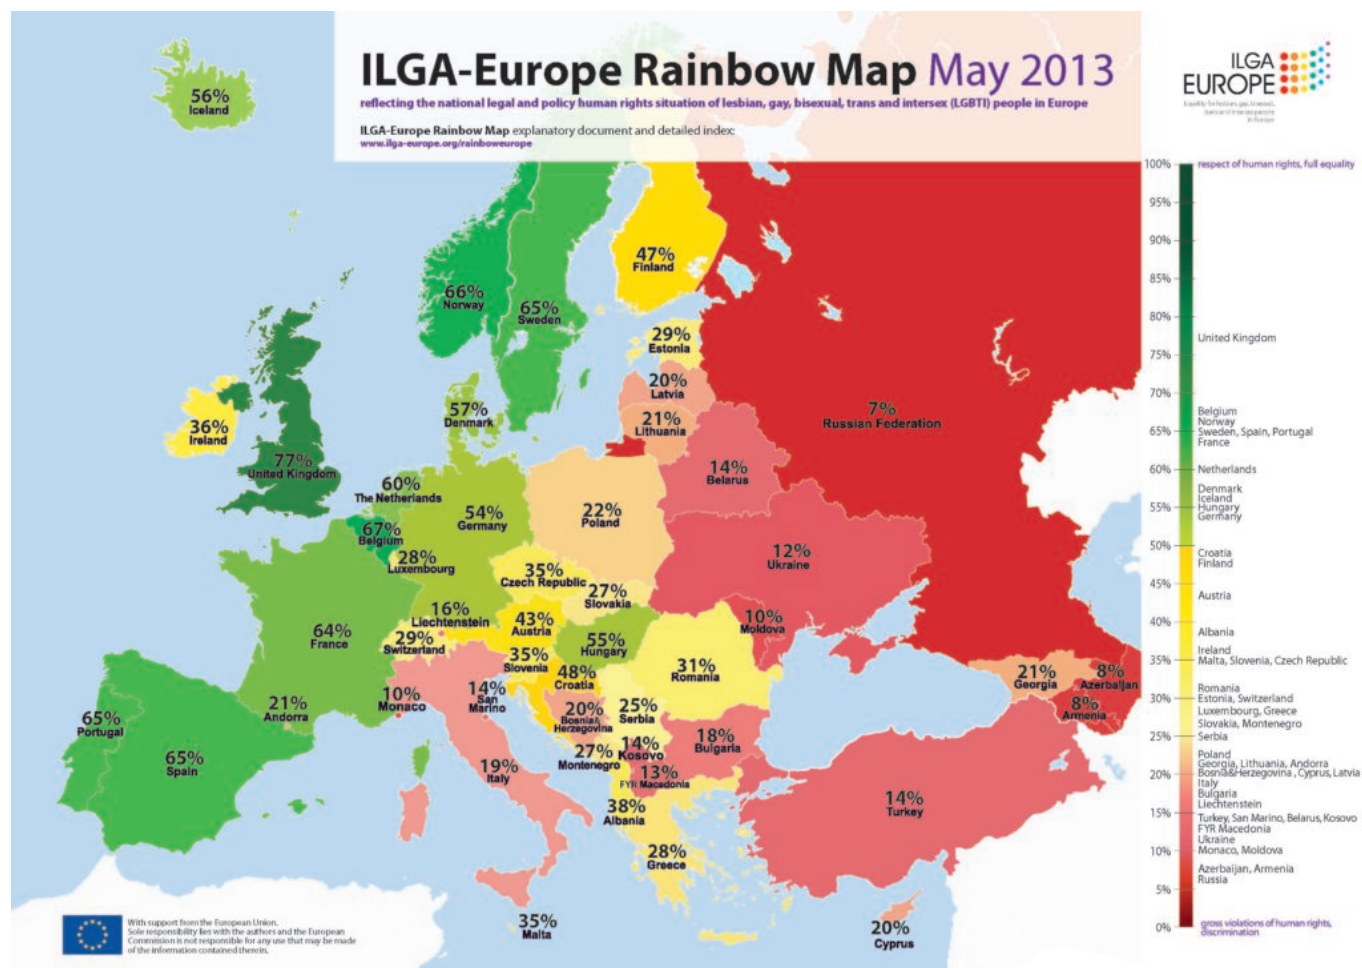 ILGA-Europe Rainbow Map May 2013
reflecting the national legal and policy human rights situation of lesbian, gay, bisexual, trans and intersex (LGBTI) people in Europe
ILGA-Europe Rainbow Map explanatory document and detailed index:
www.ilga-europe.org/rainboweurope
ILGA
EUROPE
Equality for lesbian, gay, bisexual,
trans and intersex people
in Europe
56%
Iceland
47%
Finland
66%
Norway
65%
Sweden
29%
Estonia
20%
Latvia
21%
Lithuania
57%
Denmark
36%
Ireland
77%
United Kingdom
7%
Russian Federation
14%
Belarus
60%
The Netherlands
54%
Germany
22%
Poland
67%
Belgium
28%
Luxembourg
12%
Ukraine
35%
Czech Republic
27%
Slovakia
16%
Liechtenstein
43%
Austria
10%
Moldova
64%
France
29%
Switzerland
55%
Hungary
35%
Slovenia
31%
Romania
48%
Croatia
21%
Georgia
8%
Azerbaijan
8%
Armenia
10%
Monaco
14%
San
Marino
21%
Andorra
20%
Bosnia&
Herzegovina
25%
Serbia
65%
Portugal
65%
Spain
18%
Bulgaria
14%
Kosovo
27%
Montenegro
19%
Italy
13%
FYR Macedonia
14%
Turkey
38%
Albania
28%
Greece
35%
Malta
20%
Cyprus
With support from the European Union.
Sole responsibility lies with the authors and the European
Commission is not responsible for any use that may be made
of the information contained therein.
100% respect of human rights, full equality
95%
90%
85%
80%
United Kingdom
75%
70%
Belgium
Norway
65% Sweden, Spain, Portugal
France
60% Netherlands
Denmark
Iceland
55% Hungary
Germany
50%
Croatia
Finland
45%
Austria
40%
Albania
Ireland
35% Malta, Slovenia, Czech Republic
Romania
30% Estonia, Switzerland
Luxembourg, Greece
Slovakia, Montenegro
25% Serbia
Poland
Georgia, Lithuania, Andorra
20% Bosnia&Herzegovina , Cyprus, Latvia
Italy
Bulgaria
Liechtenstein
15%
Turkey, San Marino, Belarus, Kosovo
FYR Macedonia
Ukraine
10% Monaco, Moldova
Azerbaijan, Armenia
Russia
5%
0% gross violations of human rights,
discrimination